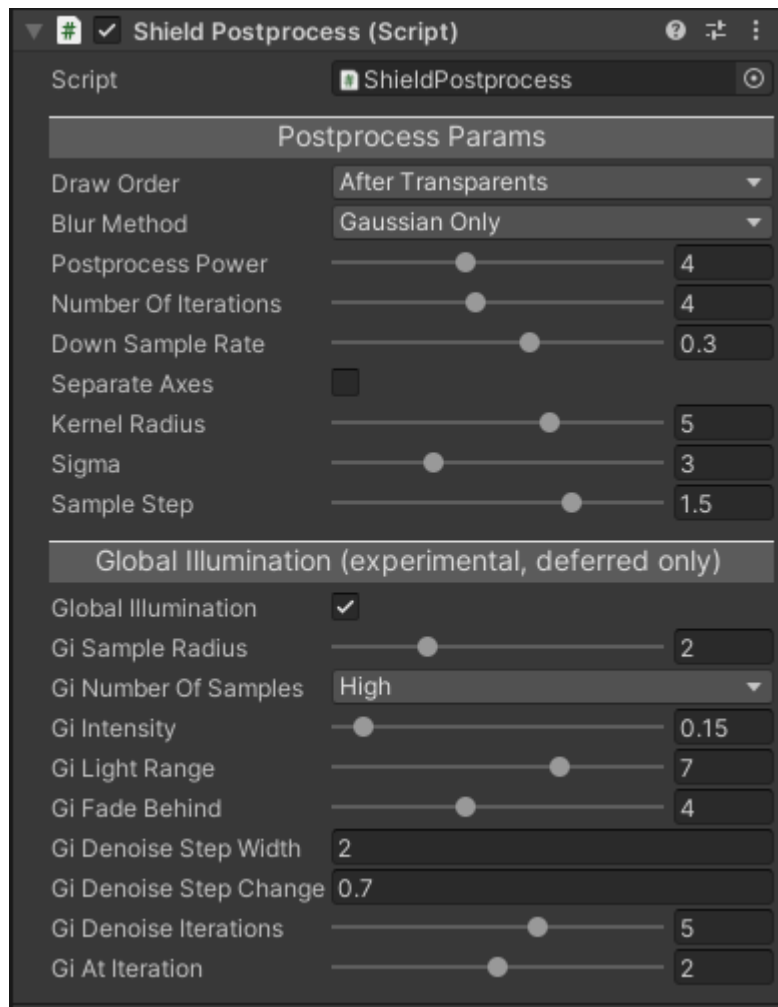 Shield Postprocess (Script)
Script ShieldPostprocess
Postprocess Params
Draw Order After Transparents
Blur Method Gaussian Only
Postprocess Power 4
Number Of Iterations 4
Down Sample Rate 0.3
Separate Axes
Kernel Radius 5
Sigma 3
Sample Step 1.5
Global Illumination (experimental, deferred only)
Global Illumination
Gi Sample Radius 2
Gi Number Of Samples High
Gi Intensity 0.15
Gi Light Range 7
Gi Fade Behind 4
Gi Denoise Step Width 2
Gi Denoise Step Change 0.7
Gi Denoise Iterations 5
Gi At Iteration 2